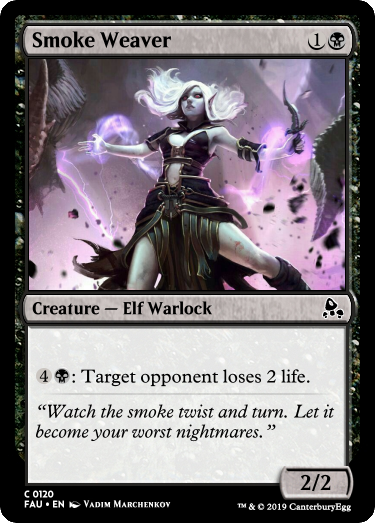 Smoke Weaver 1
Creature — Elf Warlock
4 : Target opponent loses 2 life.
“Watch the smoke twist and turn. Let it
become your worst nightmares.”
2/2
C 0120
FAU • EN Vadim Marchenkov
™ & © 2019 CanterburyEgg